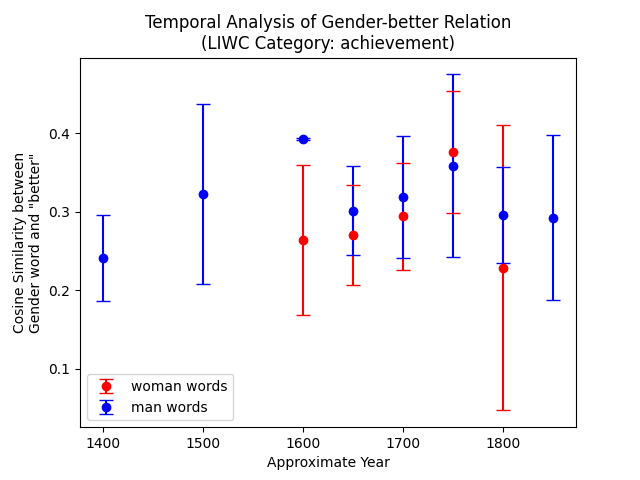 Temporal Analysis of Gender-better Relation
(LIWC Category: achievement)
Cosine Similarity between
Gender word and "better"
0.4
0.3
0.2
0.1
woman words
man words
1400
1500
1600
1700
1800
Approximate Year